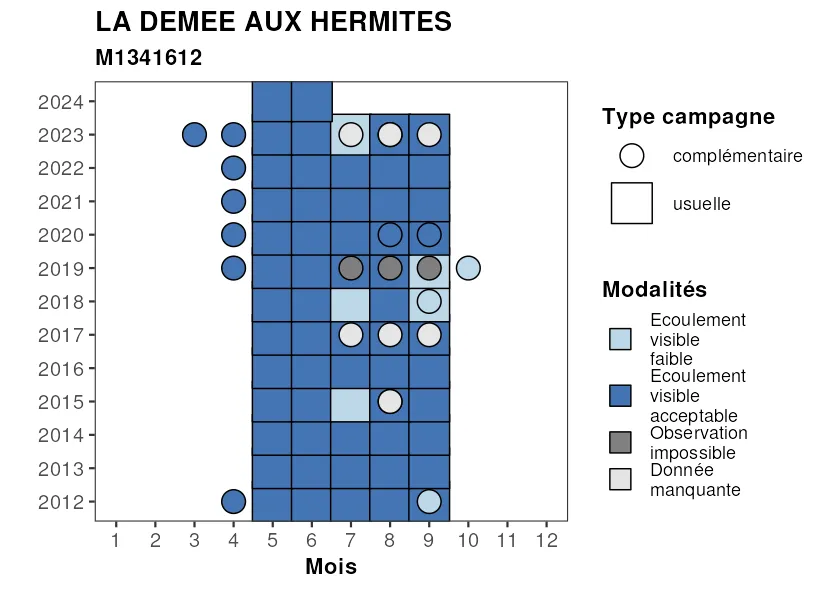 LA DEMEE AUX HERMITES
M1341612
2024
2023
2022
2021
2020
2019
2018
2017
2016
2015
2014
2013
2012
1 2 3 4 5 6 7 8 9 10 11 12
Mois
Type campagne
complémentaire
usuelle
Modalités
Ecoulement
visible
faible
Ecoulement
visible
acceptable
Observation
impossible
Donnée
manquante